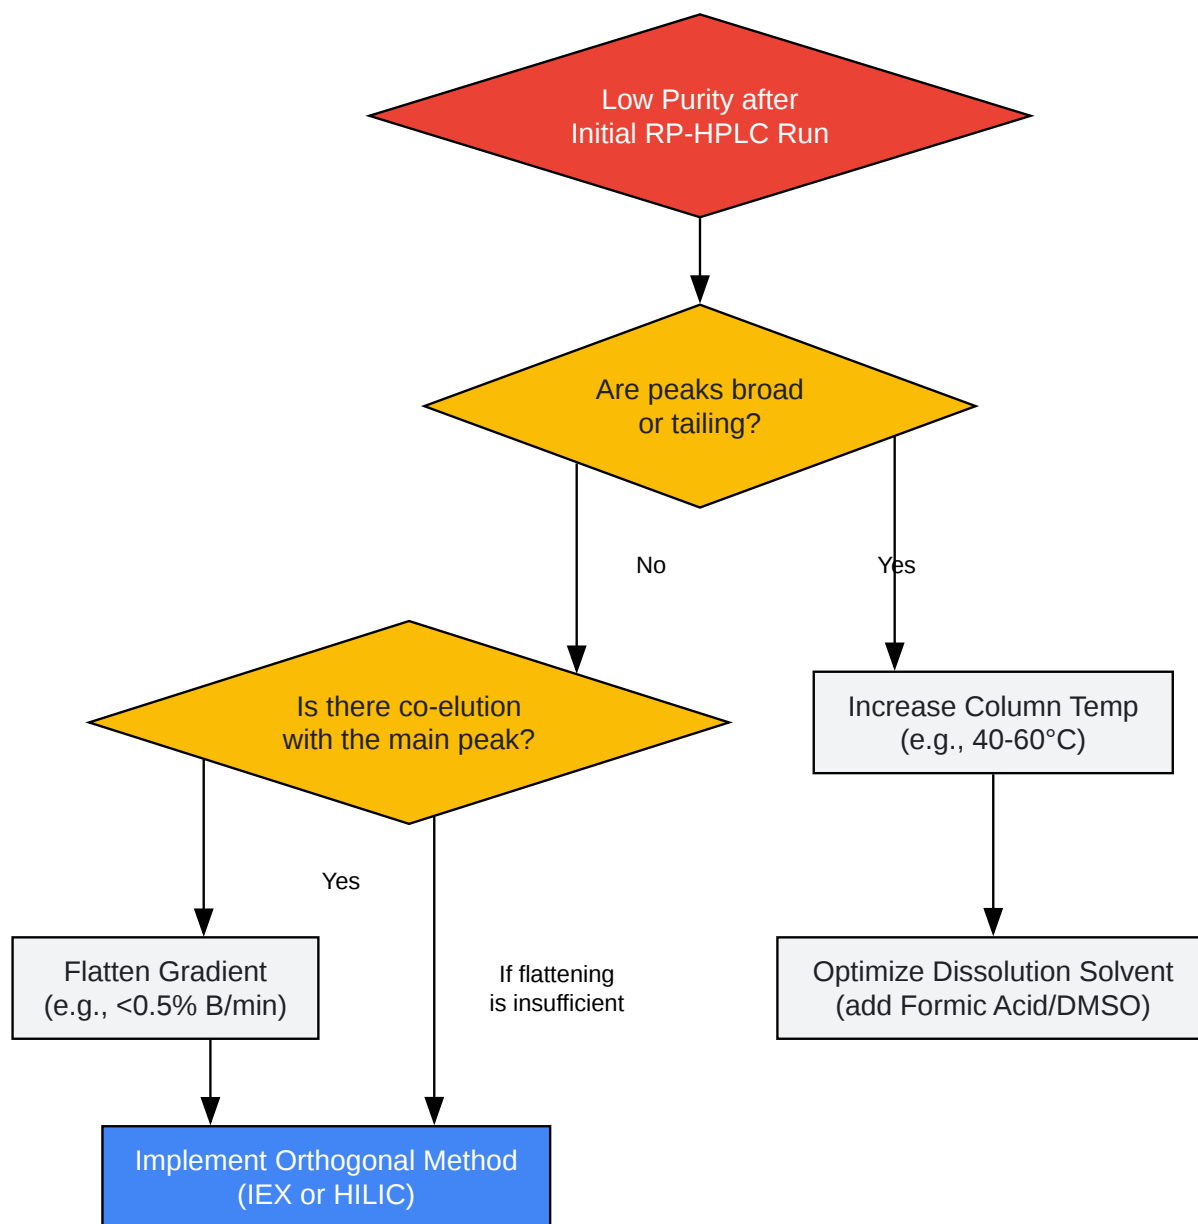 Low Purity after
Initial RP-HPLC Run
Are peaks broad
or tailing?
No
Yes
Is there co-elution
with the main peak?
Increase Column Temp
(e.g., 40-60°C)
Yes
Flatten Gradient
(e.g., <0.5% B/min)
If flattening
is insufficient
Optimize Dissolution Solvent
(add Formic Acid/DMSO)
Implement Orthogonal Method
(IEX or HILIC)